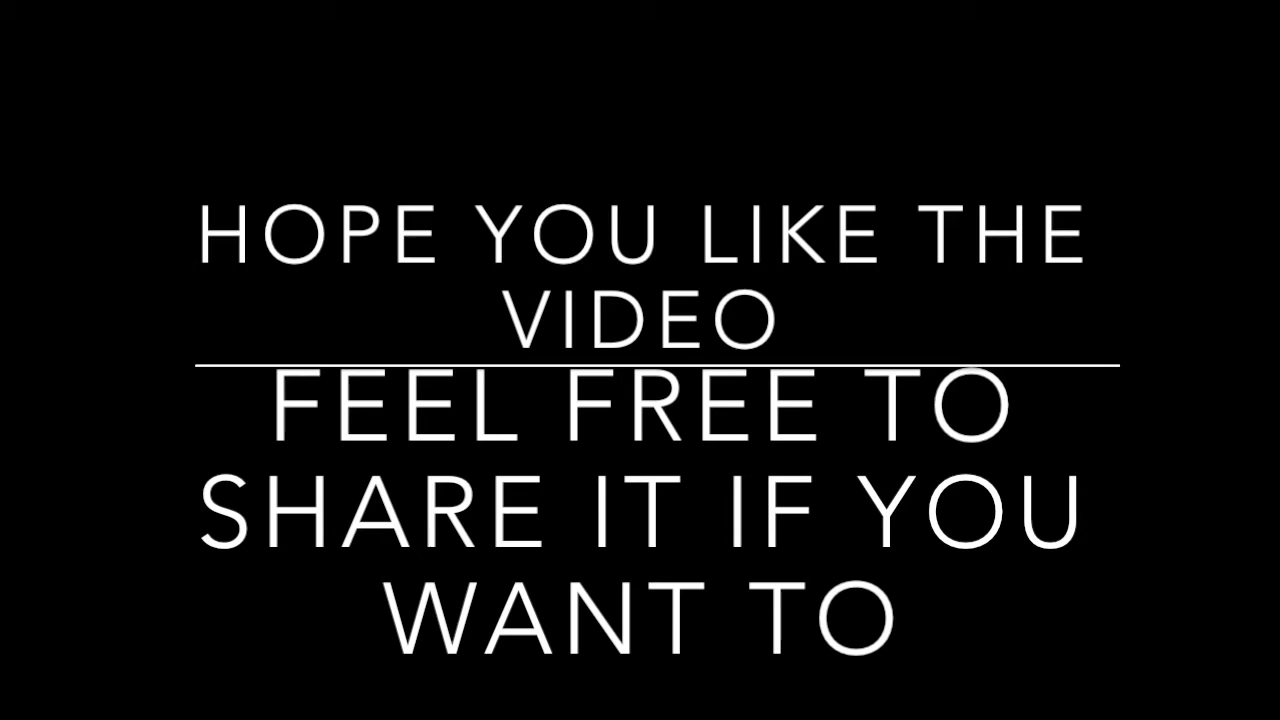 HOPE YOU LIKE THE
VIDEO
FEEL FREE TO
SHARE IT IF YOU
WANT TO